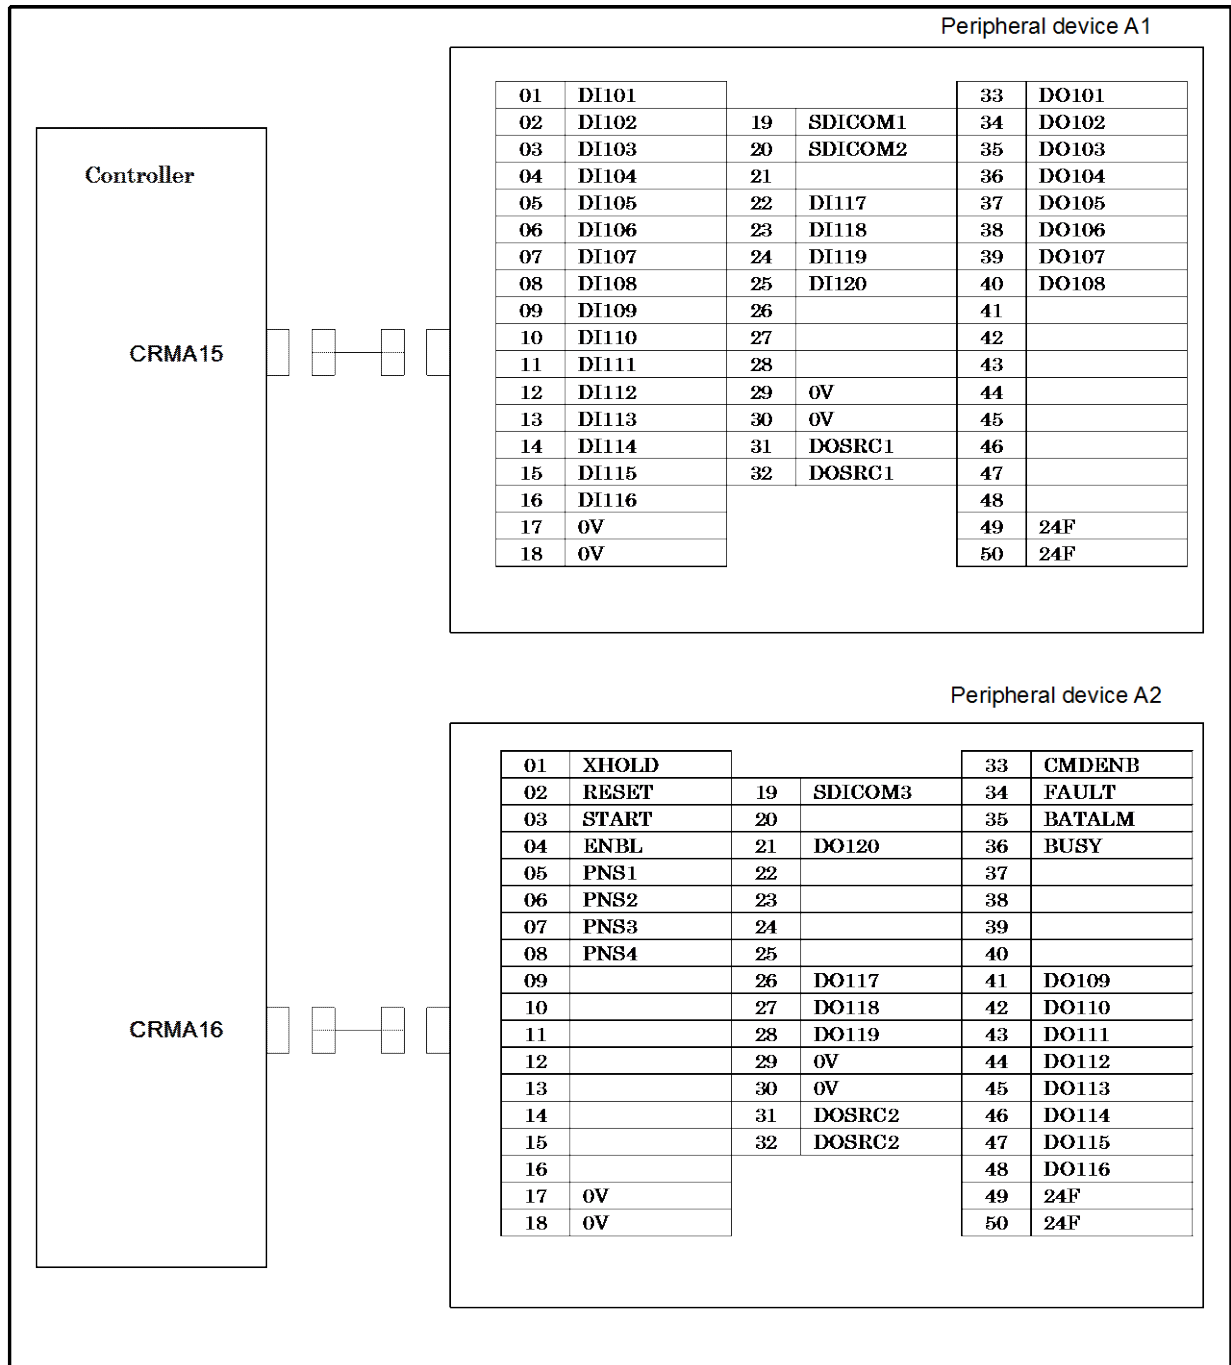 Peripheral device A1
01 DI101 33 DO101
02 DI102 19 SDICOM1 34 DO102
03 DI103 20 SDICOM2 35 DO103
Controller 04 DI104 21 36 DO104
05 DI105 22 DI117 37 DO105
06 DI106 23 DI118 38 DO106
07 DI107 24 DI119 39 DO107
08 DI108 25 DI120 40 DO108
09 DI109 26 41
10 DI110 27 42
CRMA15 11 DI111 28 43
12 DI112 29 0V 44
13 DI113 30 0V 45
14 DI114 31 DOSRC1 46
15 DI115 32 DOSRC1 47
16 DI116 48
17 0V 49 24F
18 0V 50 24F
Peripheral device A2
01 XHOLD 33 CMDENB
02 RESET 19 SDICOM3 34 FAULT
03 START 20 35 BATALM
04 ENBL 21 DO120 36 BUSY
05 PNS1 22 37
06 PNS2 23 38
07 PNS3 24 39
08 PNS4 25 40
09 26 DO117 41 DO109
10 27 DO118 42 DO110
CRMA16 11 28 DO119 43 DO111
12 29 0V 44 DO112
13 30 0V 45 DO113
14 31 DOSRC2 46 DO114
15 32 DOSRC2 47 DO115
16 48 DO116
17 0V 49 24F
18 0V 50 24F